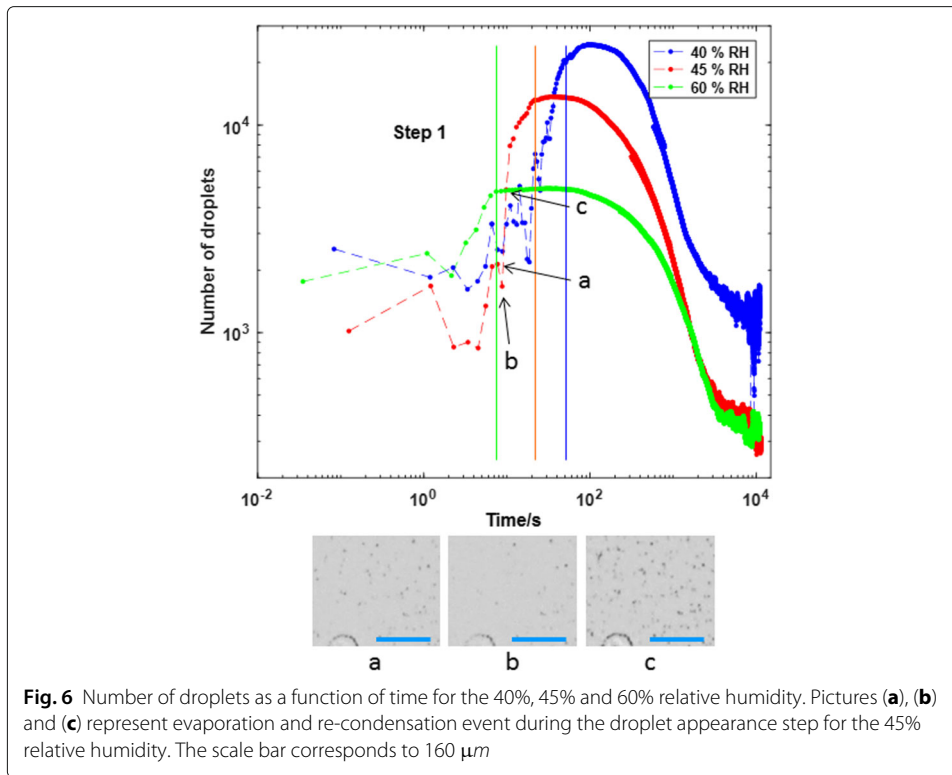 40 % RH
45 % RH
60 % RH
Step 1
c
a
b
Number of droplets
10^4
10^3
10^-2
10^0
10^2
10^4
Time/s
a
b
c
Fig. 6 Number of droplets as a function of time for the 40%, 45% and 60% relative humidity. Pictures (a), (b)
and (c) represent evaporation and re-condensation event during the droplet appearance step for the 45%
relative humidity. The scale bar corresponds to 160 μm